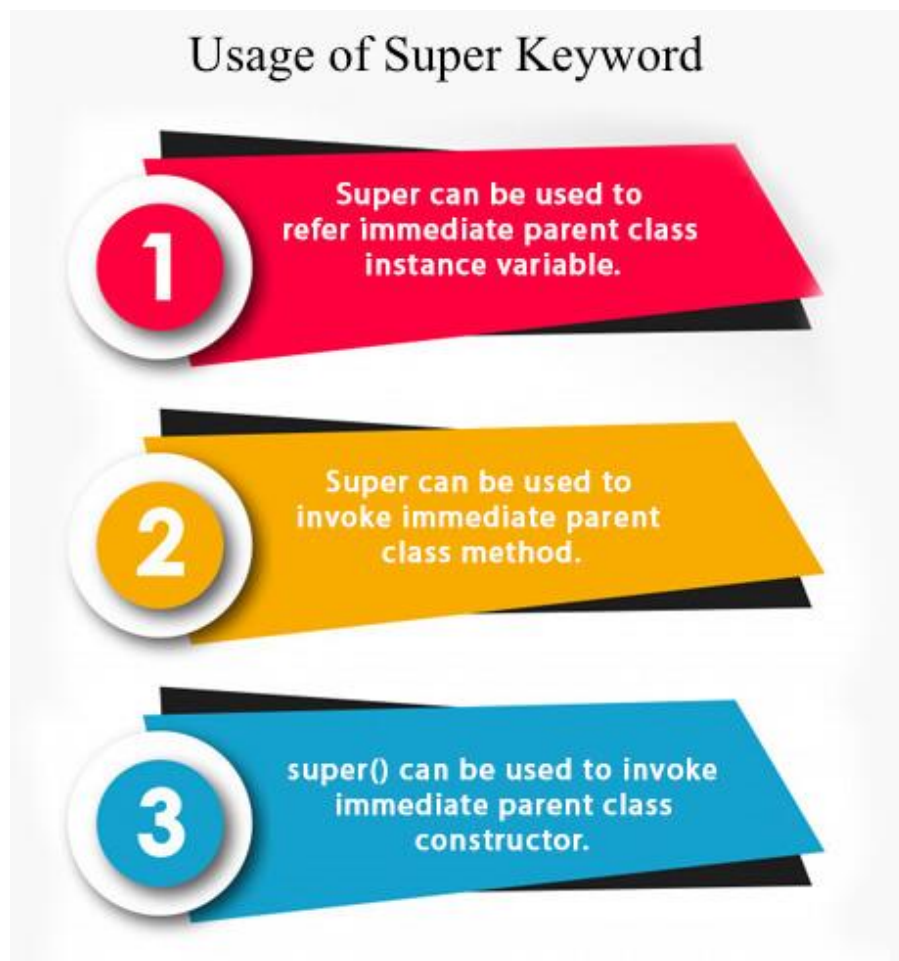 Usage of Super Keyword
1
Super can be used to
refer immediate parent class
instance variable.
2
Super can be used to
invoke immediate parent
class method.
3
super() can be used to invoke
immediate parent class
constructor.